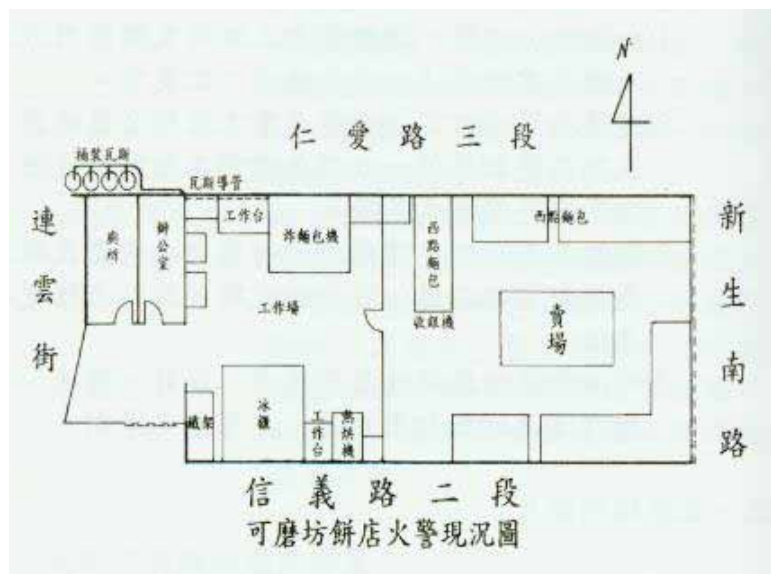 N
仁愛路三段
桶裝瓦斯
瓦斯導管
連雲街
廁所
辦公室
工作台
炸麵包機
西點麵包
西點麵包
新生南路
工作場
收銀機
賣場
鐵架
冰櫃
工作台
熱烘機
信義路二段
可磨坊餅店火警現況圖